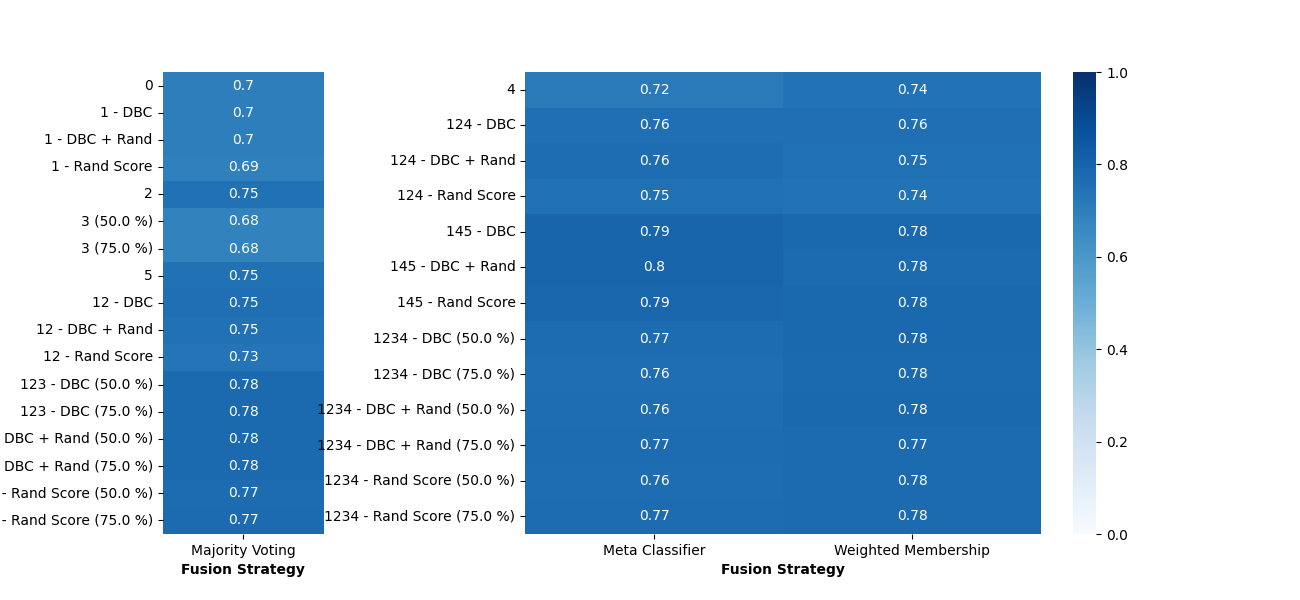 0 0.7
1 - DBC 0.7
1 - DBC + Rand 0.7
1 - Rand Score 0.69
2 0.75
3 (50.0 %) 0.68
3 (75.0 %) 0.68
5 0.75
12 - DBC 0.75
12 - DBC + Rand 0.75
12 - Rand Score 0.73
123 - DBC (50.0 %) 0.78
123 - DBC (75.0 %) 0.78
DBC + Rand (50.0 %) 0.78
DBC + Rand (75.0 %) 0.78
- Rand Score (50.0 %) 0.77
- Rand Score (75.0 %) 0.77
Majority Voting
Fusion Strategy
4 0.72 0.74
124 - DBC 0.76 0.76
124 - DBC + Rand 0.76 0.75
124 - Rand Score 0.75 0.74
145 - DBC 0.79 0.78
145 - DBC + Rand 0.8 0.78
145 - Rand Score 0.79 0.78
1234 - DBC (50.0 %) 0.77 0.78
1234 - DBC (75.0 %) 0.76 0.78
1234 - DBC + Rand (50.0 %) 0.76 0.78
1234 - DBC + Rand (75.0 %) 0.77 0.77
1234 - Rand Score (50.0 %) 0.76 0.78
1234 - Rand Score (75.0 %) 0.77 0.78
Meta Classifier Weighted Membership
Fusion Strategy
1.0
0.8
0.6
0.4
0.2
0.0